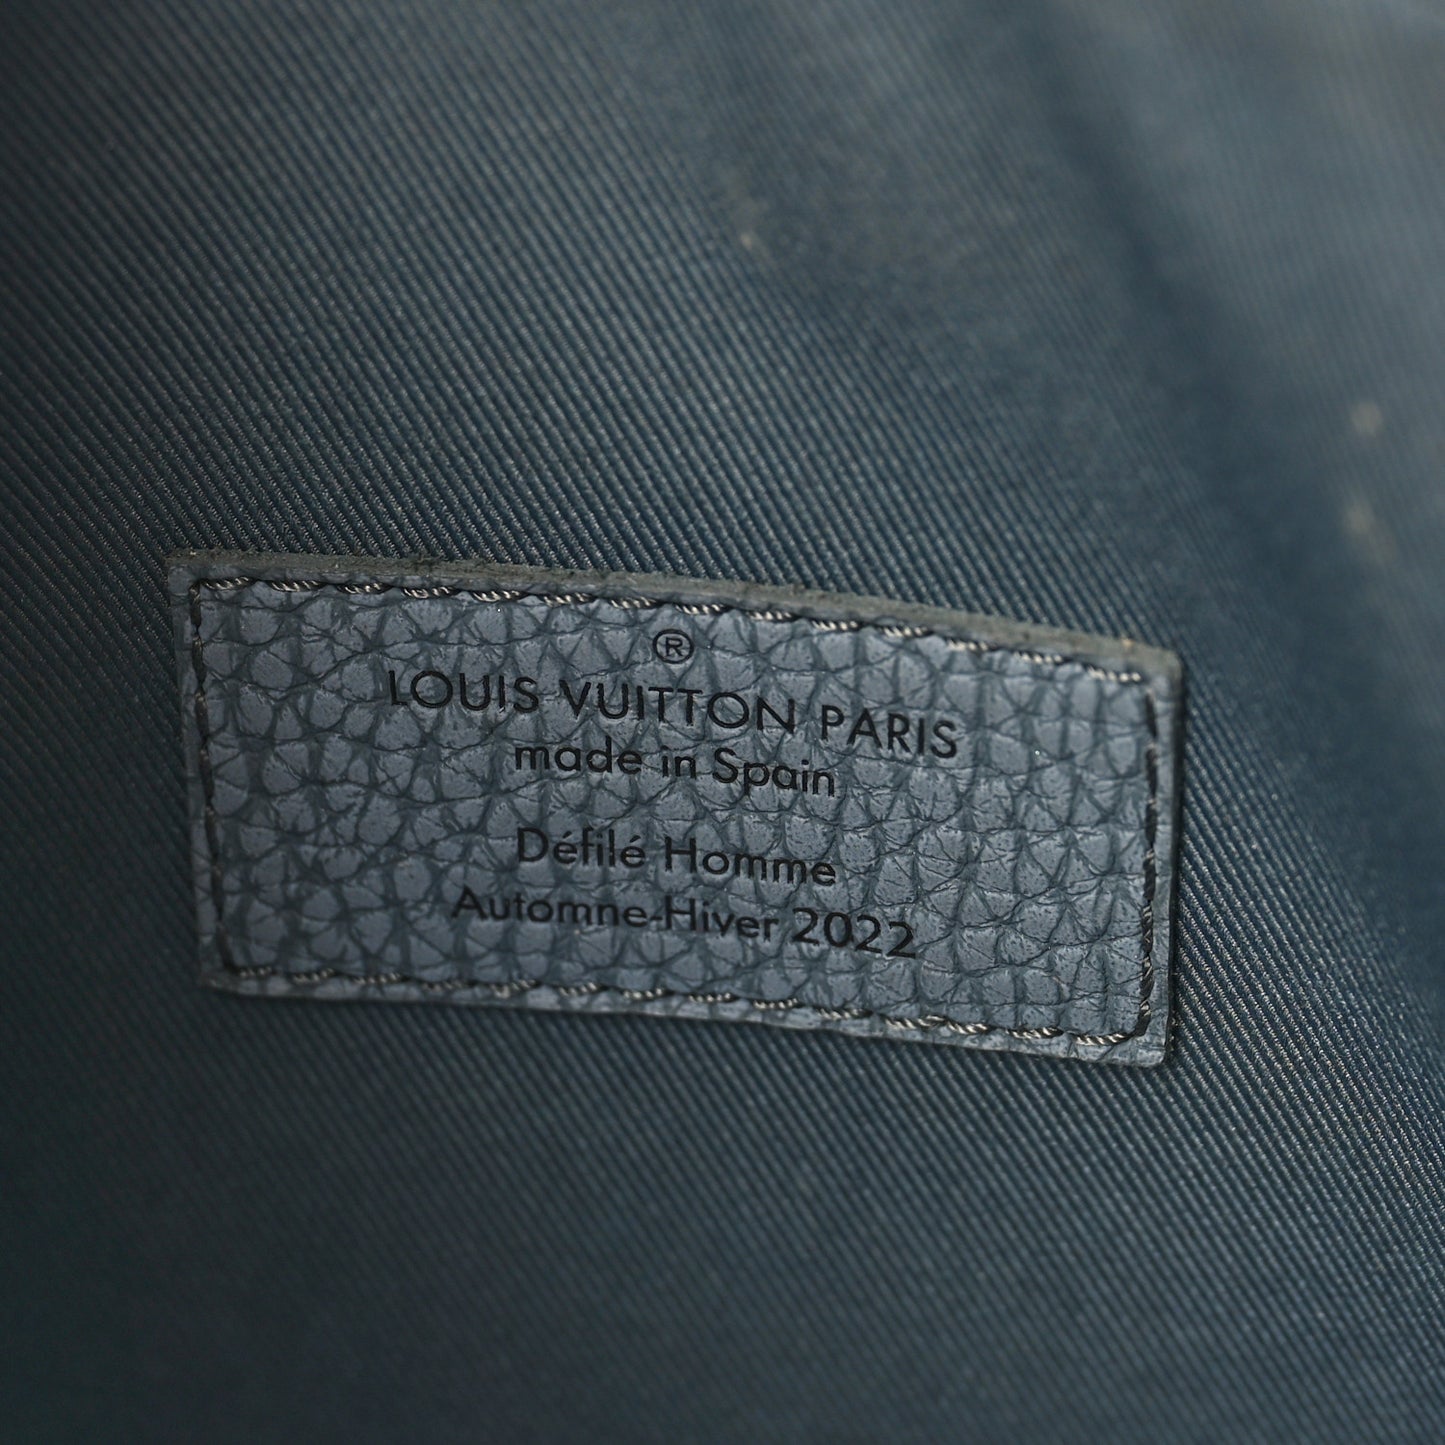 ®
LOUIS VUITTON PARIS
made in Spain
Défilé Homme
Automne-Hiver 2022